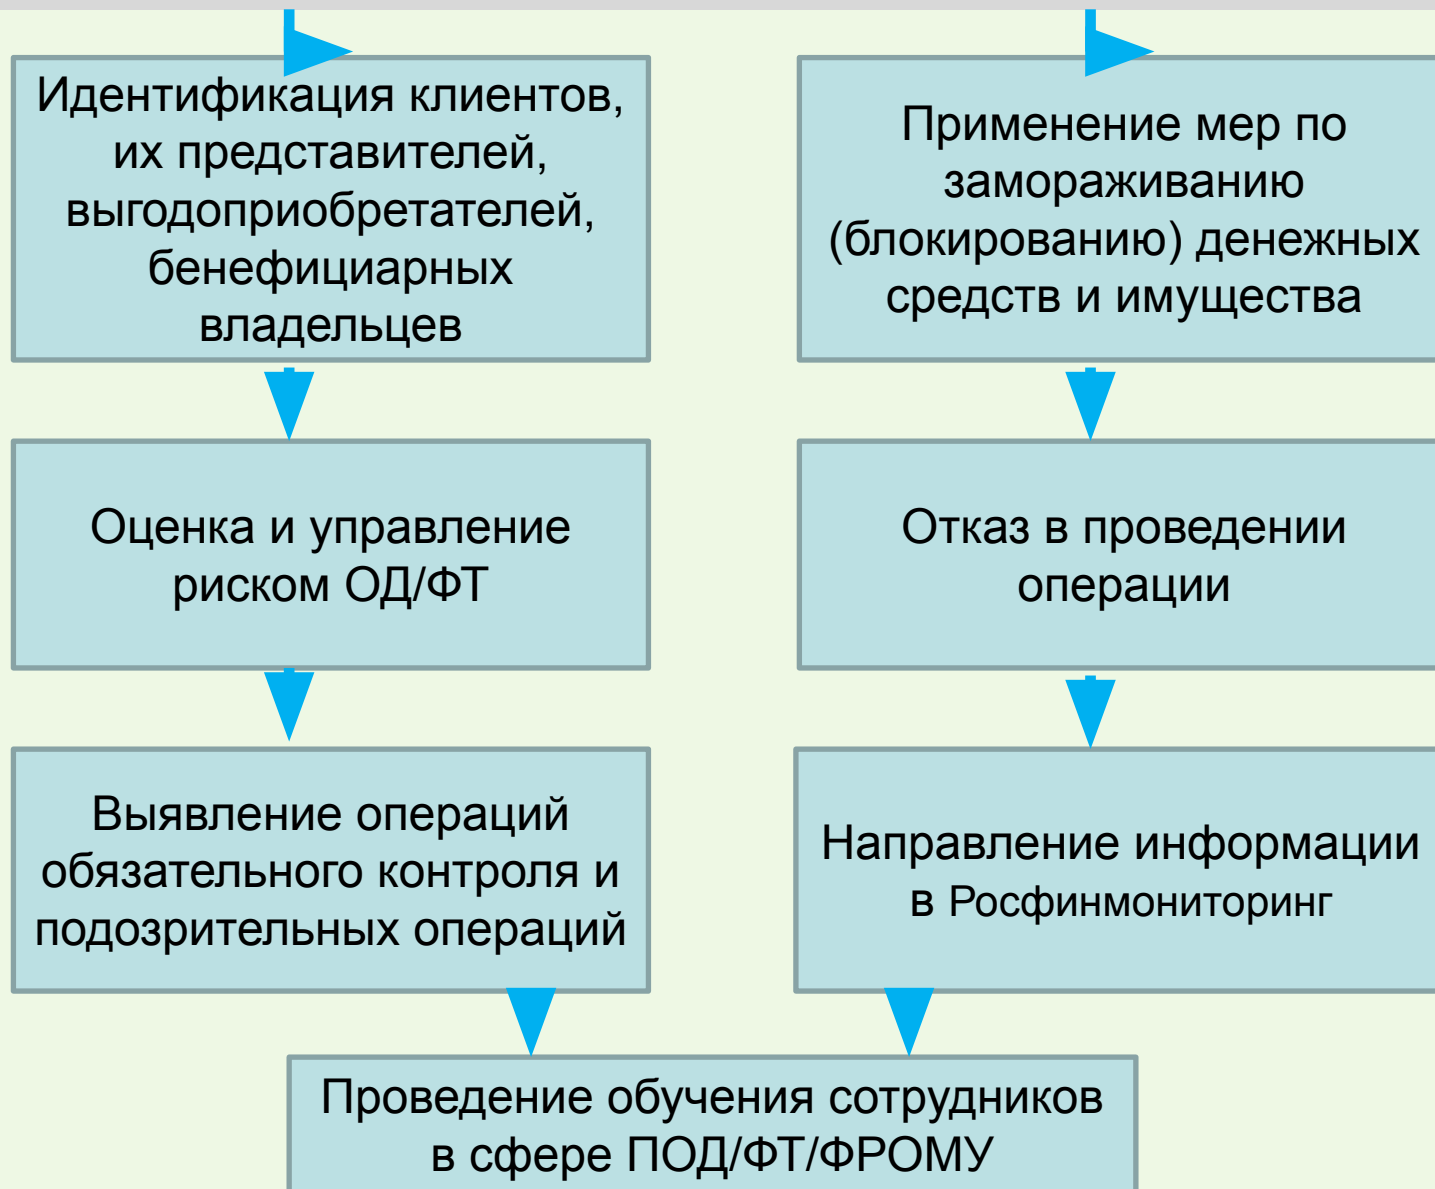 Идентификация клиентов,
их представителей,
выгодоприобретателей,
бенефициарных
владельцев
Применение мер по
замораживанию
(блокированию) денежных
средств и имущества
Оценка и управление
риском ОД/ФТ
Отказ в проведении
операции
Выявление операций
обязательного контроля и
подозрительных операций
Направление информации
в Росфинмониторинг
Проведение обучения сотрудников
в сфере ПОД/ФТ/ФРОМУ